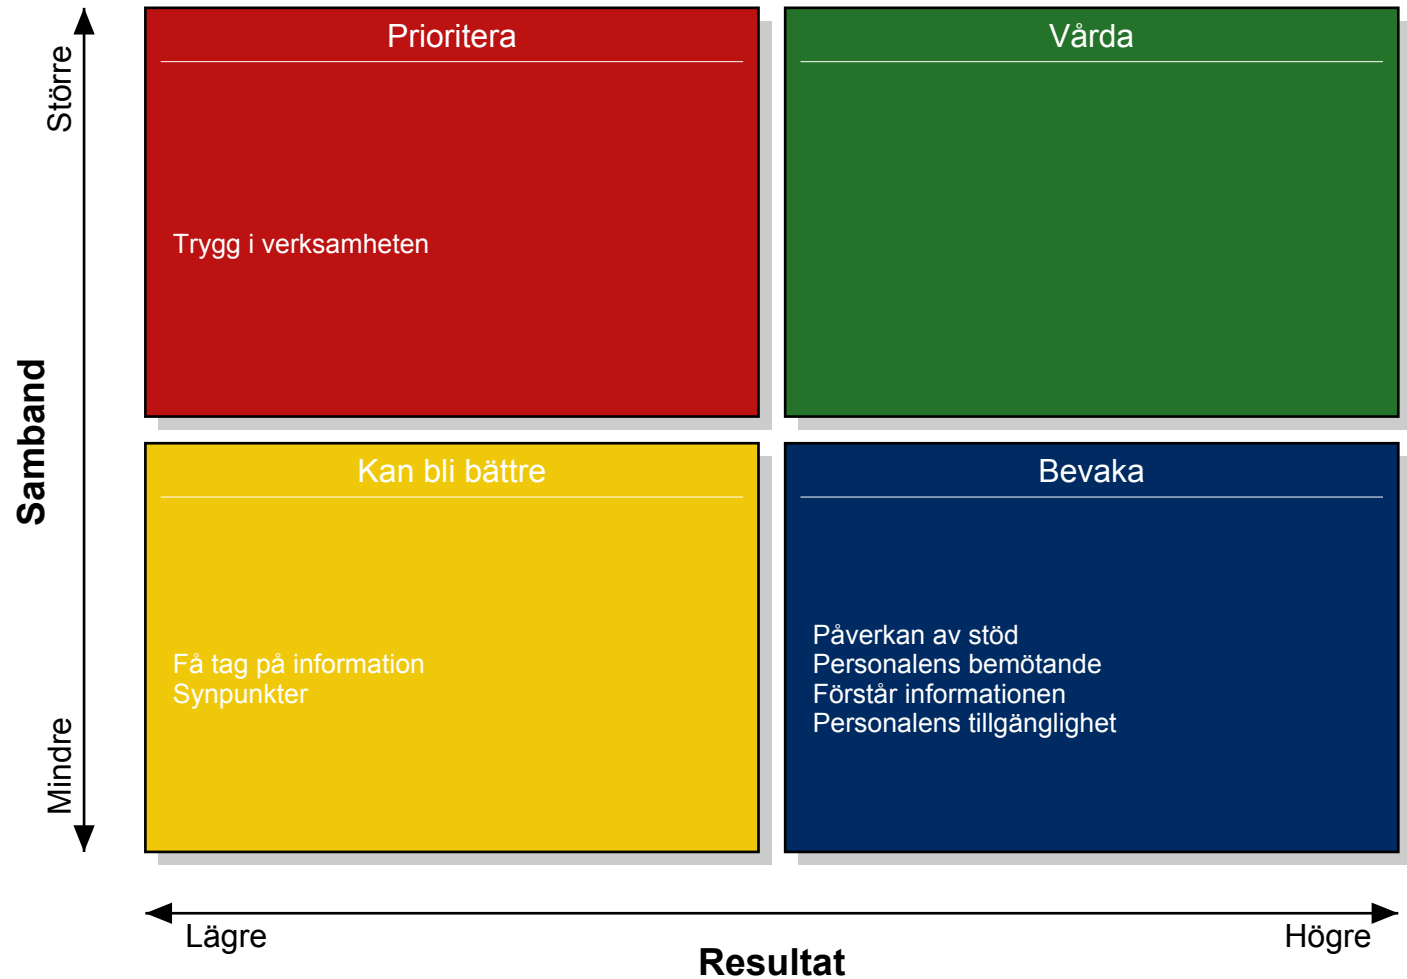 Större
Samband
Mindre
Prioritera
Trygg i verksamheten
Vårda
Kan bli bättre
Få tag på information
Synpunkter
Bevaka
Påverkan av stöd
Personalens bemötande
Förstår informationen
Personalens tillgänglighet
Lägre
Resultat
Högre